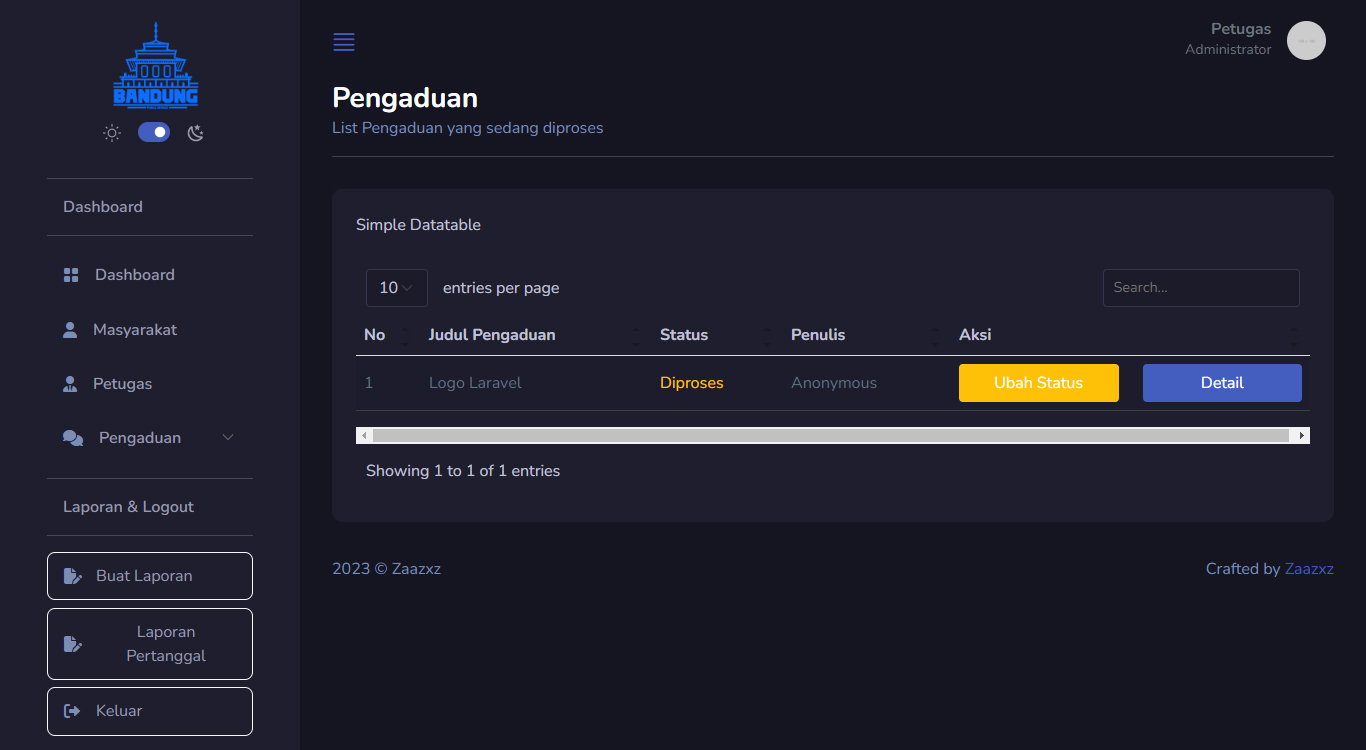 BANDUNG
Dashboard
Dashboard
Masyarakat
Petugas
Pengaduan
Laporan & Logout
Buat Laporan
Laporan
Pertanggal
Keluar
Petugas
Administrator
Pengaduan
List Pengaduan yang sedang diproses
Simple Datatable
10 entries per page
Search...
No Judul Pengaduan Status Penulis Aksi
1 Logo Laravel Diproses Anonymous Ubah Status Detail
Showing 1 to 1 of 1 entries
2023 © Zaazxz
Crafted by Zaazxz